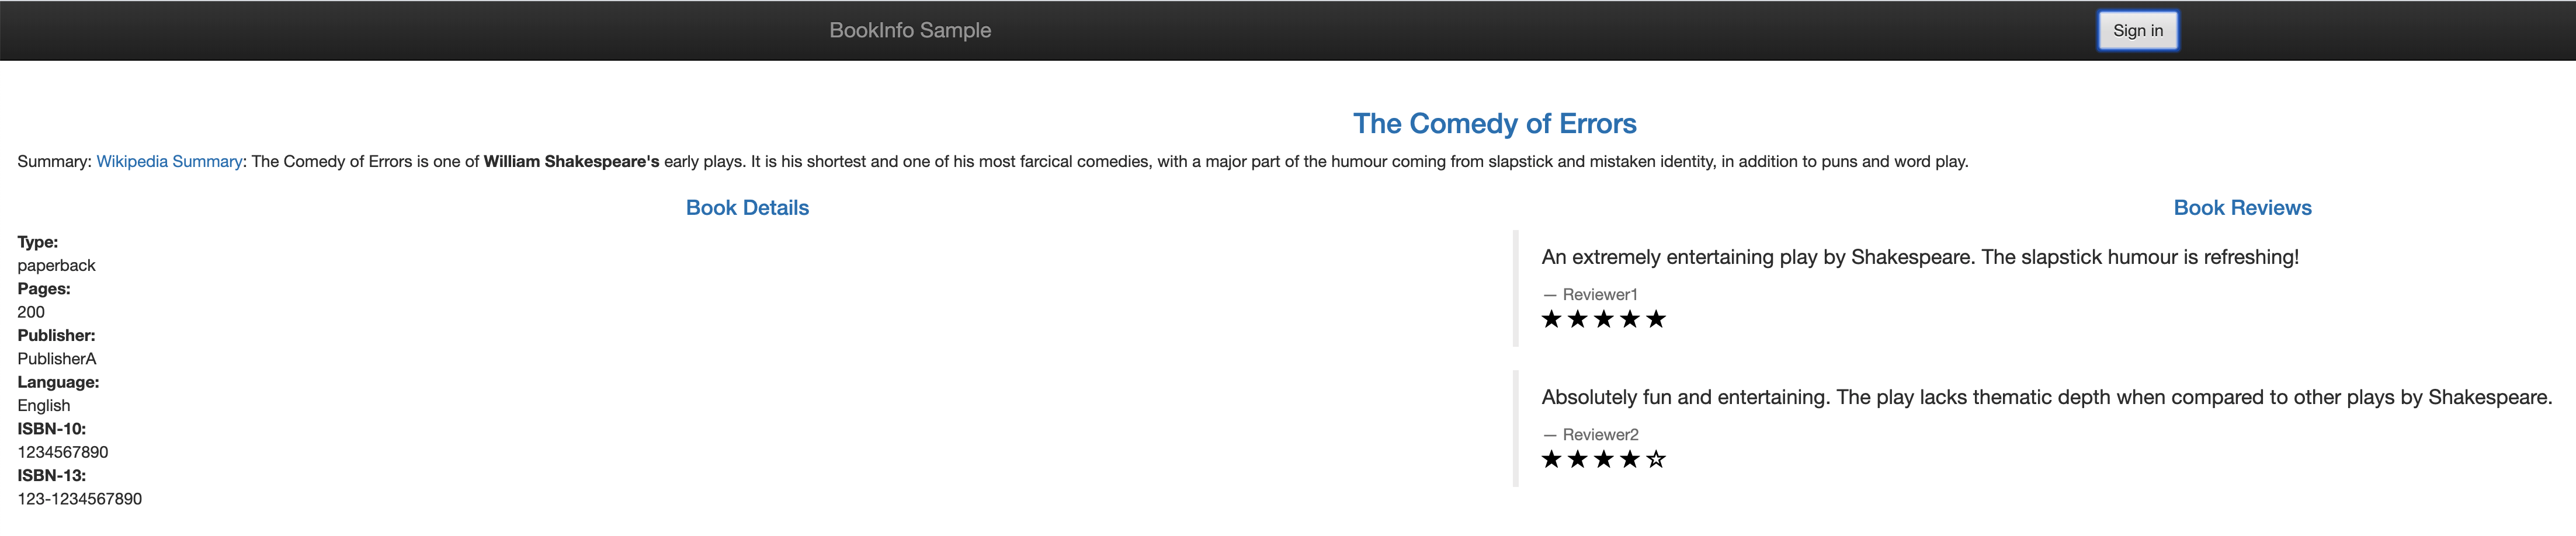 BookInfo Sample
Sign in
The Comedy of Errors
Summary: Wikipedia Summary: The Comedy of Errors is one of William Shakespeare's early plays. It is his shortest and one of his most farcical comedies, with a major part of the humour coming from slapstick and mistaken identity, in addition to puns and word play.
Book Details
Type:
paperback
Pages:
200
Publisher:
PublisherA
Language:
English
ISBN-10:
1234567890
ISBN-13:
123-1234567890
Book Reviews
An extremely entertaining play by Shakespeare. The slapstick humour is refreshing!
— Reviewer1
★★★★★
Absolutely fun and entertaining. The play lacks thematic depth when compared to other plays by Shakespeare.
— Reviewer2
★★★★☆